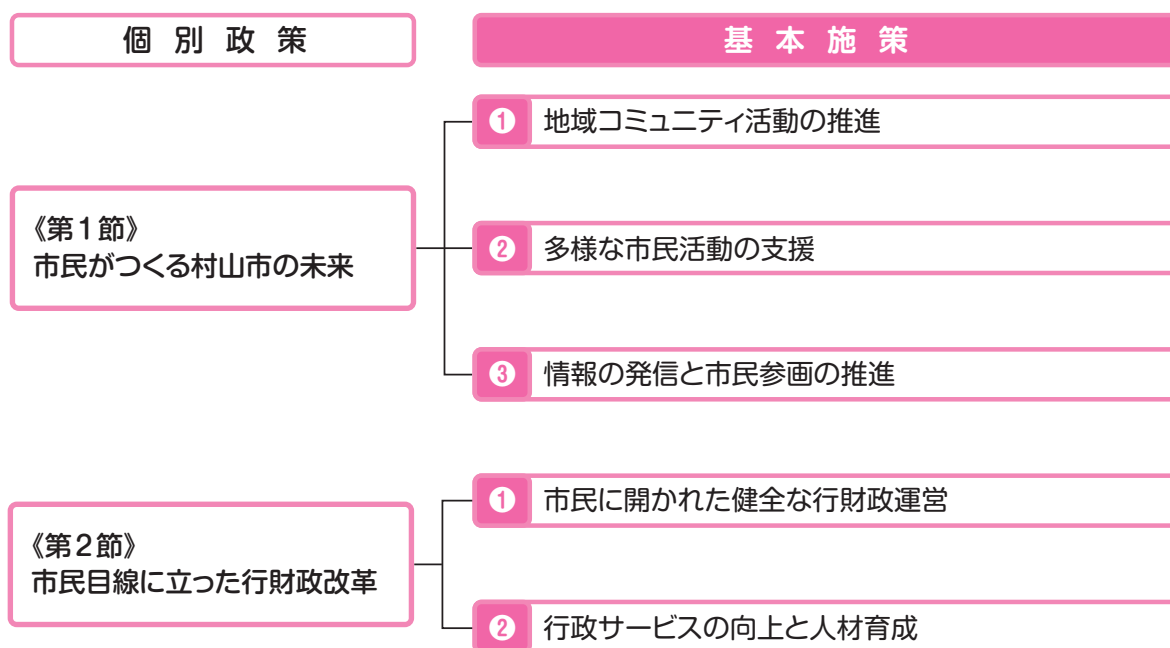 個別政策
基本施策
《第1節》
市民がつくる村山市の未来
❶ 地域コミュニティ活動の推進
❷ 多様な市民活動の支援
❸ 情報の発信と市民参画の推進
《第2節》
市民目線に立った行財政改革
❶ 市民に開かれた健全な行財政運営
❷ 行政サービスの向上と人材育成